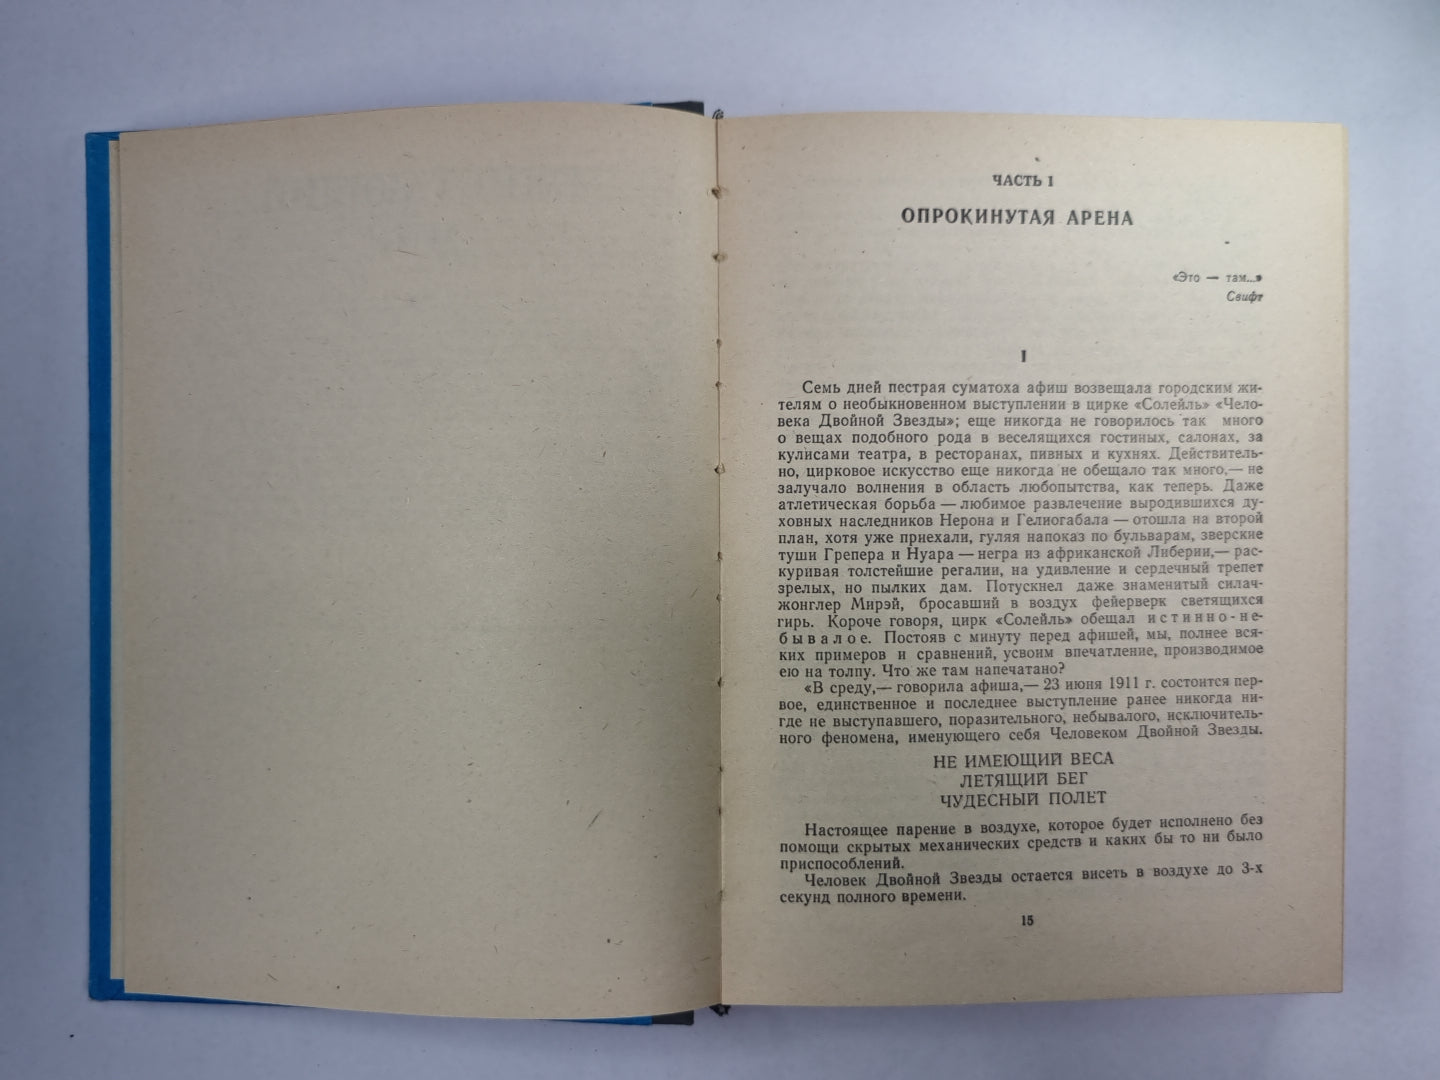 ЧАСТЬ 1
ОПРОКИНУТАЯ АРЕНА
«Это — там...»
Свифт
I
Семь дней пестрая суматоха афиш возвещала городским жи-
телям о необыкновенном выступлении в цирке «Солейль» «Чело-
века Двойной Звезды»; еще никогда не говорилось так много
о вещах подобного рода в веселящихся гостиных, салонах, за
кулисами театра, в ресторанах, пивных и кухнях. Действитель-
но, цирковое искусство еще никогда не обещало так много,— не
залучало волнения в область любопытства, как теперь. Даже
атлетическая борьба — любимое развлечение выродившихся ду-
ховных наследников Нерона и Гелиогабала — отошла на второй
план, хотя уже приехали, гуляя напоказ по бульварам, зверские
туши Грепера и Нуара — негра из африканской Либерии,— рас-
куривая толстейшие регалии, на удивление и сердечный трепет
зрелых, но пылких дам. Потускнел даже знаменитый силач-
жонглер Мирэй, бросавший в воздух фейерверк светящихся
гирь. Короче говоря, цирк «Солейль» обещал истинно-не-
бывалое. Постояв с минуту перед афишей, мы, полнее вся-
ких примеров и сравнений, усвоим впечатление, производимое
ею на толпу. Что же там напечатано?
«В среду,— говорила афиша,— 23 июня 1911 г. состоится пер-
вое, единственное и последнее выступление ранее никогда ни-
где не выступавшего, поразительного, небывалого, исключитель-
ного феномена, именующего себя Человеком Двойной Звезды.
НЕ ИМЕЮЩИЙ ВЕСА
ЛЕТЯЩИЙ БЕГ
ЧУДЕСНЫЙ ПОЛЕТ
Настоящее парение в воздухе, которое будет исполнено без
помощи скрытых механических средств и каких бы то ни было
приспособлений.
Человек Двойной Звезды остается висеть в воздухе до 3-х
секунд полного времени.
15